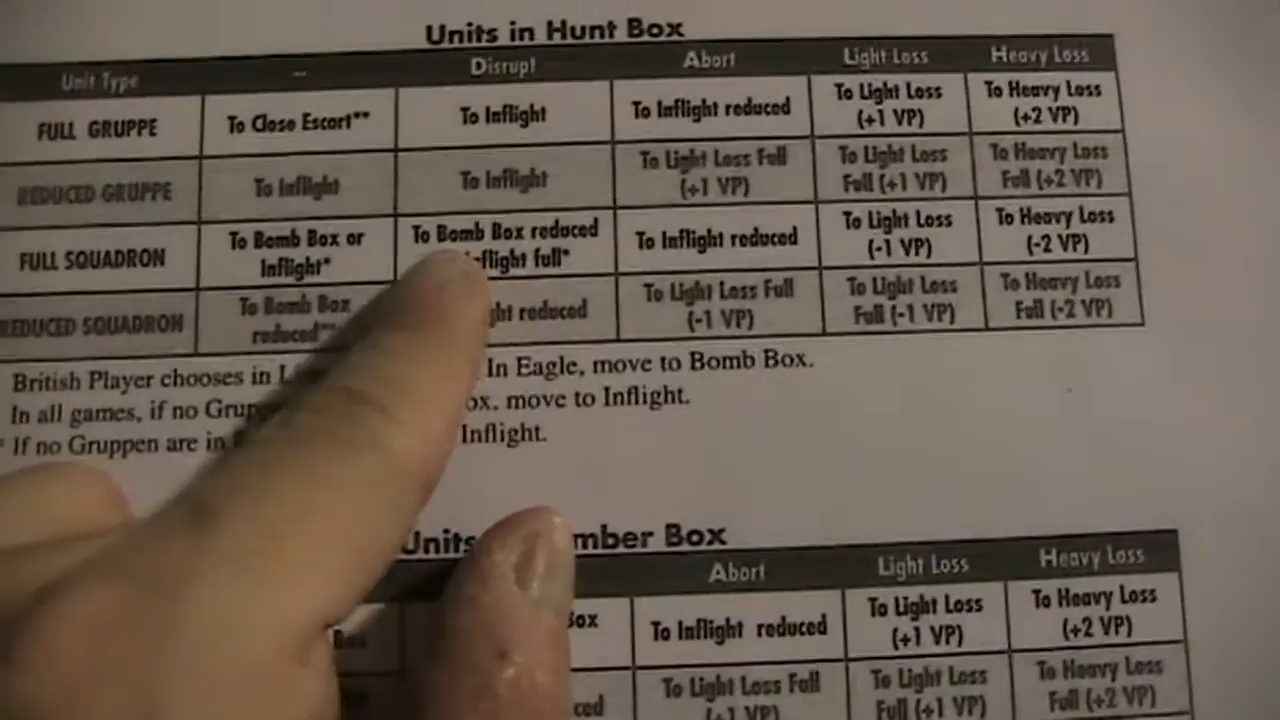 Units in Hunt Box
Unit Type -- Disrupt Abort Light Loss Heavy Loss
FULL GRUPPE To Close Escort** To Inflight To Inflight reduced To Light Loss (+1 VP) To Heavy Loss (+2 VP)
REDUCED GRUPPE To Inflight To Inflight To Light Loss Full (+1 VP) To Light Loss Full (+1 VP) To Heavy Loss Full (+2 VP)
FULL SQUADRON To Bomb Box or Inflight* To Bomb Box reduced flight full* To Inflight reduced To Light Loss (-1 VP) To Heavy Loss (-2 VP)
REDUCED SQUADRON To Bomb Box reduced** reduced To Light Loss Full (-1 VP) To Light Loss Full (-1 VP) To Heavy Loss Full (-2 VP)
British Player chooses in In Eagle, move to Bomb Box.
In all games, if no move to Inflight.
* If no Gruppen are in Inflight.
Units Box
Abort Light Loss Heavy Loss
Box Box To Inflight reduced To Light Loss (+1 VP) To Heavy Loss (+2 VP)
To Light Loss Full (+1 VP) To Light Loss Full (+1 VP) To Heavy Loss Full (+2 VP)